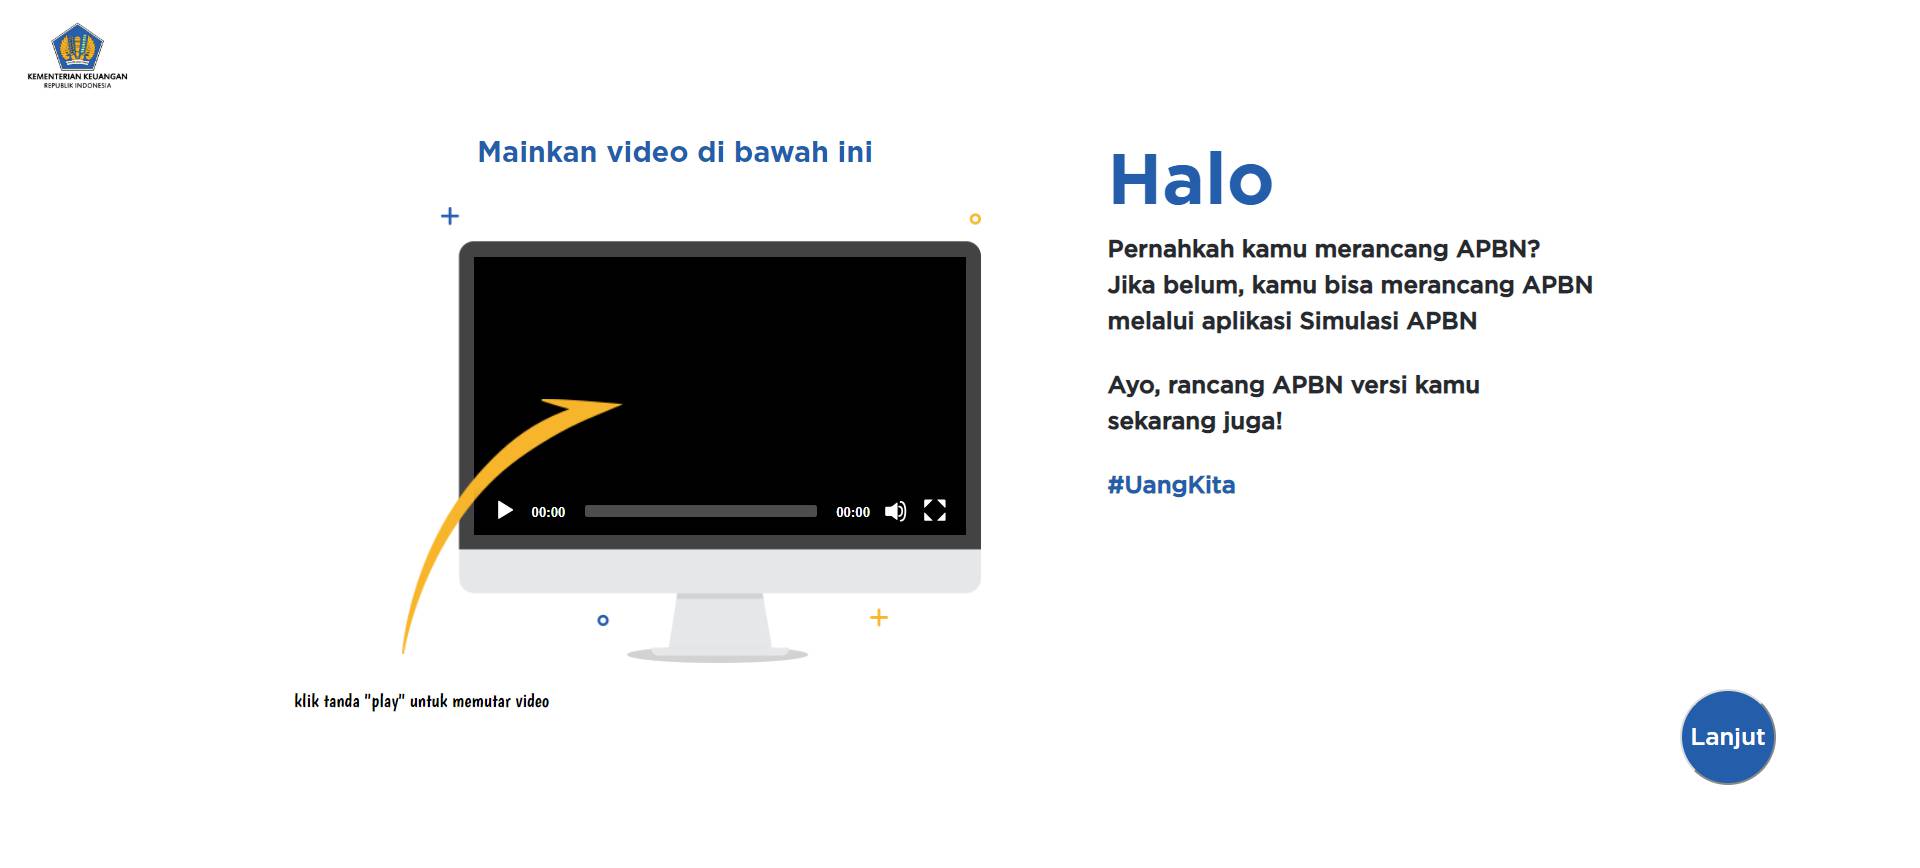 KEMENTERIAN KEUANGAN
REPUBLIK INDONESIA
Mainkan video di bawah ini
00:00
00:00
klik tanda "play" untuk memutar video
Halo
Pernahkah kamu merancang APBN?
Jika belum, kamu bisa merancang APBN
melalui aplikasi Simulasi APBN
Ayo, rancang APBN versi kamu
sekarang juga!
#UangKita
Lanjut